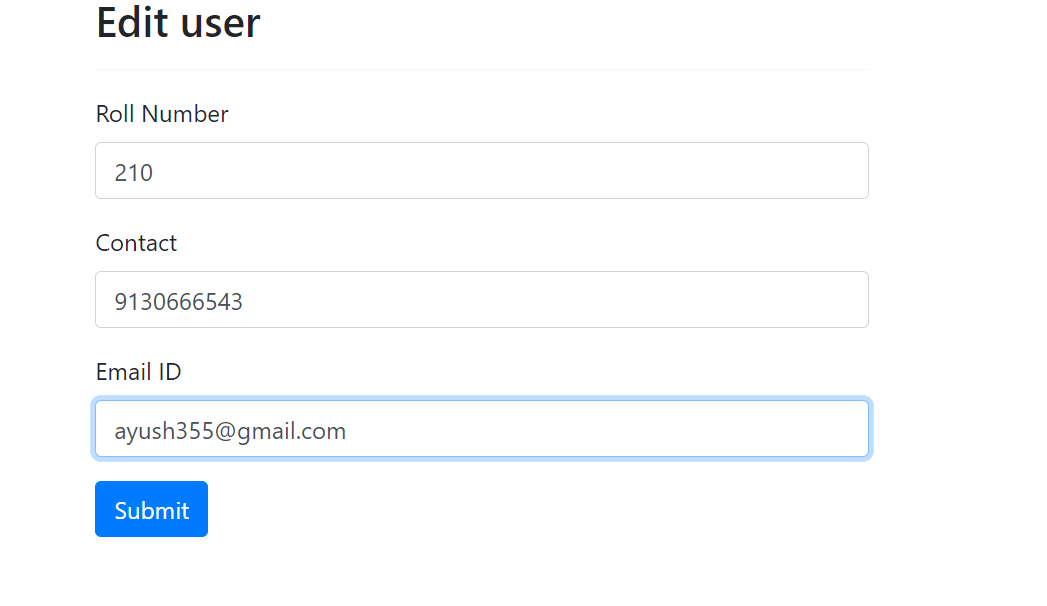 Edit user
Roll Number
210
Contact
9130666543
Email ID
ayush355@gmail.com
Submit